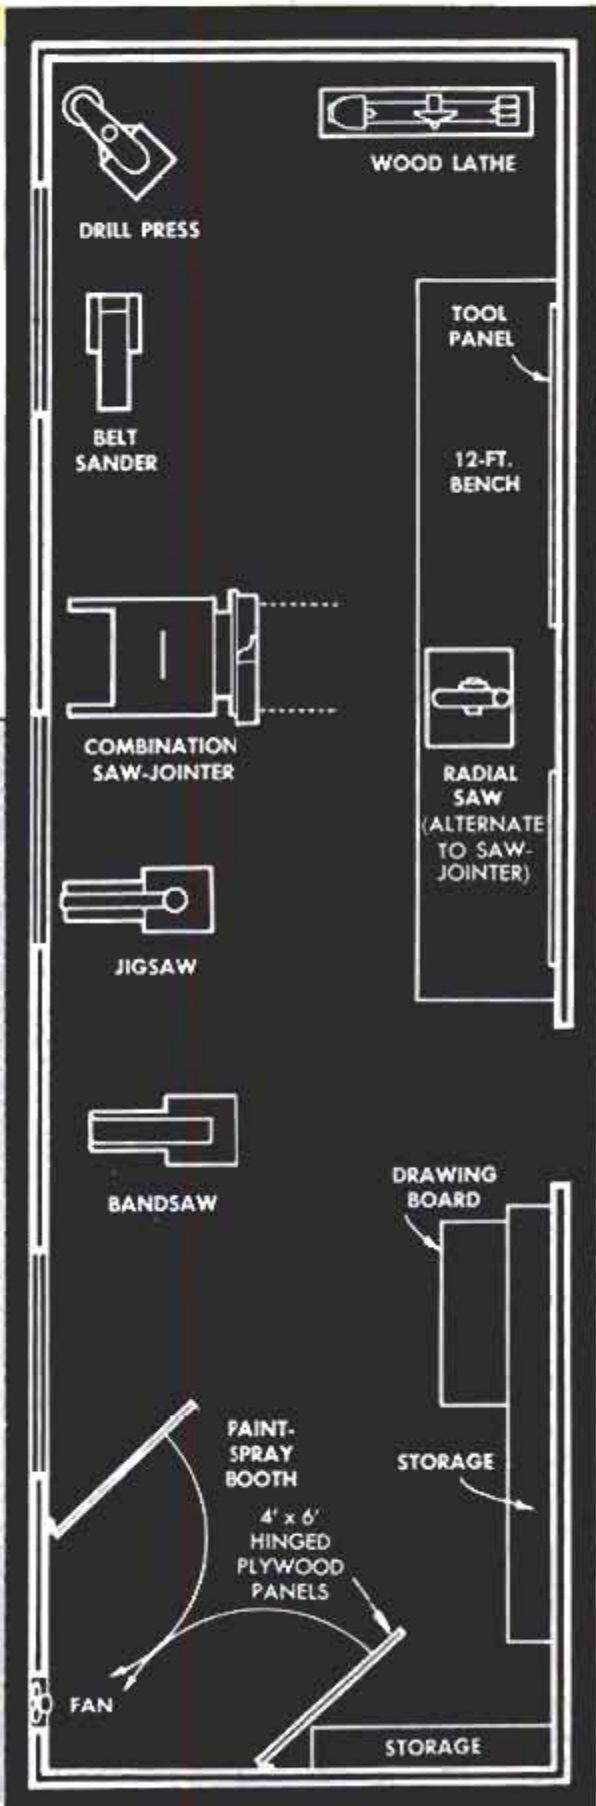 WOOD LATHE
DRILL PRESS
TOOL
PANEL
BELT
SANDER
12-FT.
BENCH
COMBINATION
SAW-JOINTER
RADIAL
SAW
(ALTERNATE
TO SAW-
JOINTER)
JIGSAW
BANDSAW
DRAWING
BOARD
PAINT-
SPRAY
BOOTH
STORAGE
4' x 6'
HINGED
PLYWOOD
PANELS
FAN
STORAGE